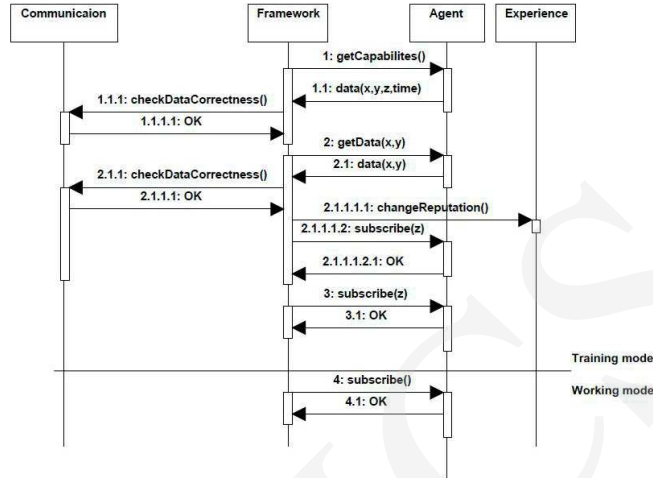 Communicaion
Framework
Agent
Experience
1: getCapabilites()
1.1: data(x,y,z,time)
1.1.1: checkDataCorrectness()
1.1.1.1: OK
2: getData(x,y)
2.1: data(x,y)
2.1.1: checkDataCorrectness()
2.1.1.1: OK
2.1.1.1.1: changeReputation()
2.1.1.1.2: subscribe(z)
2.1.1.1.2.1: OK
3: subscribe(z)
3.1: OK
Training mode
4: subscribe()
Working mode
4.1: OK